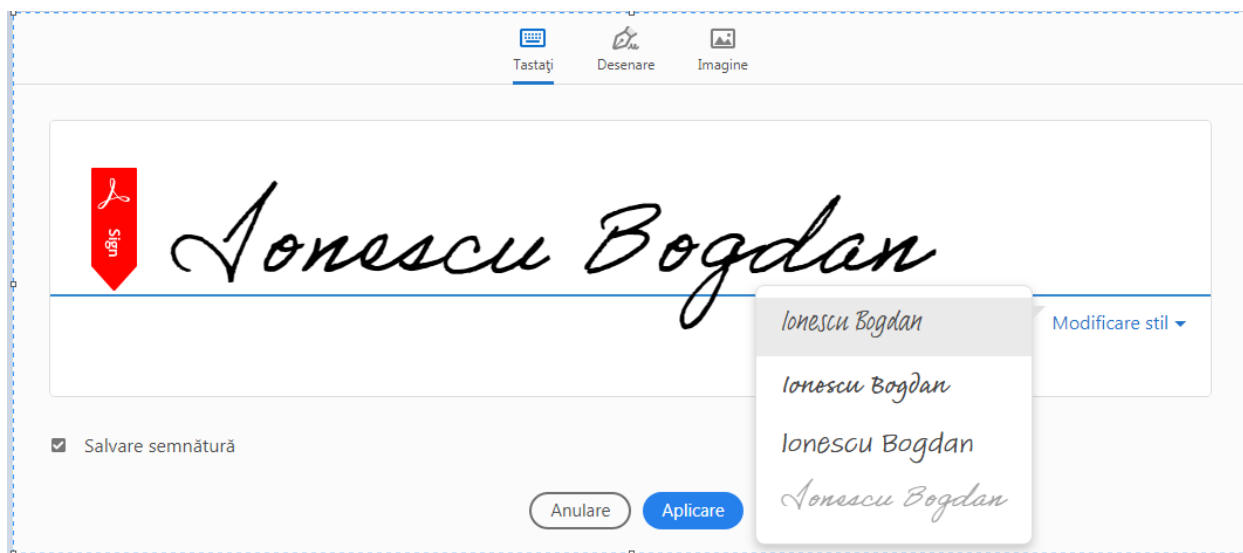 Tastați Desenare Imagine
Sign
Ionescu Bogdan
Ionescu Bogdan
Modificare stil
Ionescu Bogdan
Salvare semnătură
Ionescu Bogdan
Ionescu Bogdan
Anulare Aplicare